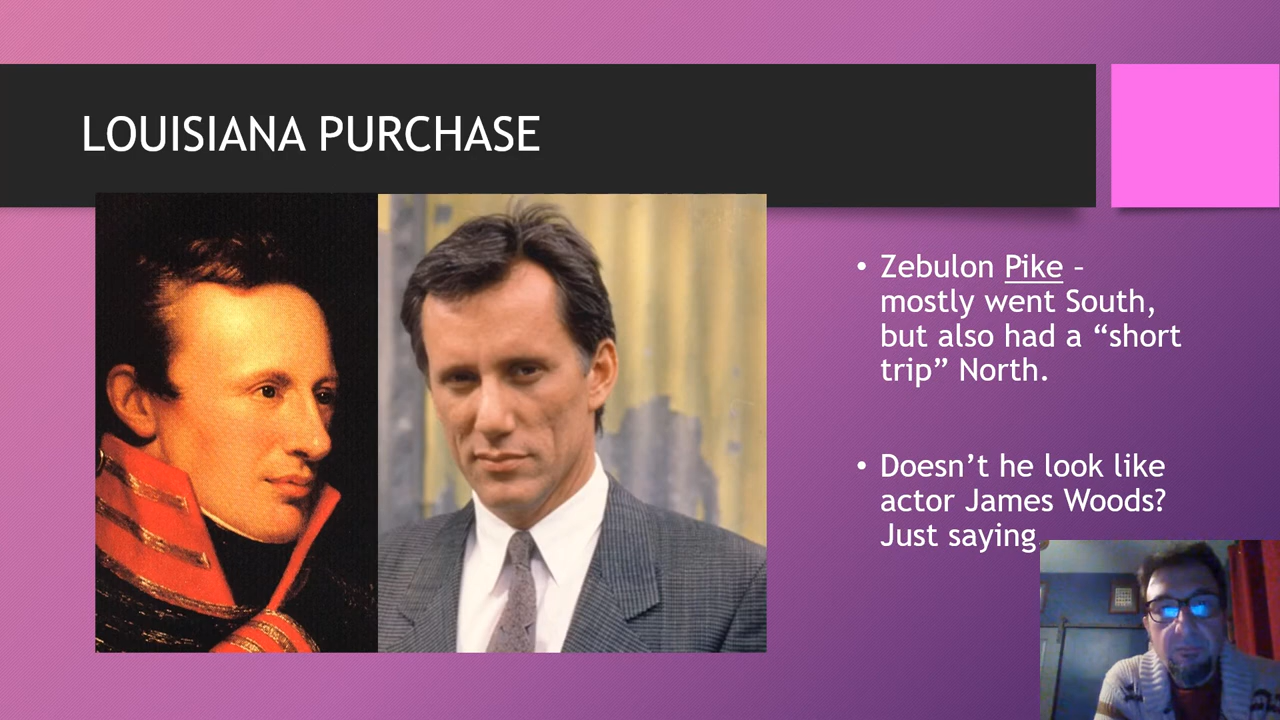 LOUISIANA PURCHASE
• Zebulon Pike –
mostly went South,
but also had a “short
trip” North.
• Doesn’t he look like
actor James Woods?
Just saying